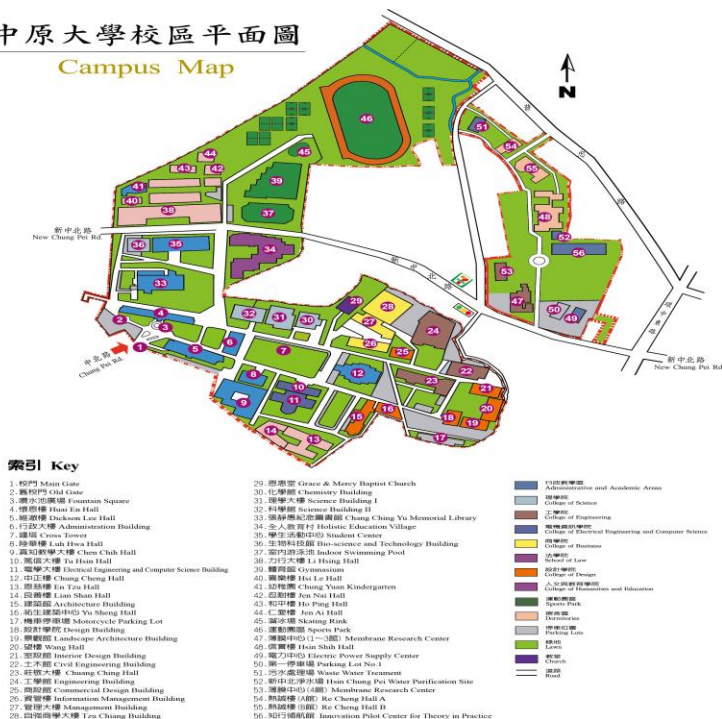 中原大學校區平面圖
Campus Map
N
新中北路
New Chung Pei Rd.
新中北路
中北路
Chung Pei Rd.
新中北路
New Chung Pei Rd
索引 Key
1.校門 Main Gate
2.舊校門 Old Gate
3.噴水池廣場 Fountain Square
4.懷恩樓 Huai En Hall
5.維澈樓 Dickson Lee Hall
6.行政大樓 Administration Building
7.鐘塔 Cross Tower
8.陸華樓 Luh Hwa Hall
9.真知教學大樓 Chen Chih Hall
10.篤信大樓 Tu Hsin Hall
11.電學大樓 Electrical Engineering and Computer Science Building
12.中正樓 Chung Cheng Hall
13.恩慈樓 En Tzu Hall
14.良善樓 Lian Shan Hall
15.建築館 Architecture Building
16.衍生建築中心 Yu Sheng Hall
17.機車停車場 Motorcycle Parking Lot
18.設計學院 Design Building
19.景觀館 Landscape Architecture Building
20.望樓 Wang Hall
21.室設館 Interior Design Building
22.土木館 Civil Engineering Building
23.莊敬大樓 Chuang Ching Hall
24.工學館 Engineering Building
25.商設館 Commercial Design Building
26.資管樓 Information Management Building
27.管理大樓 Management Building
28.自強商學大樓 Tzu Chiang Building
29.恩惠堂 Grace & Mercy Baptist Church
30.化學館 Chemistry Building
31.理學大樓 Science Building I
32.科學館 Science Building II
33.張靜愚紀念圖書館 Chang Ching Yu Memorial Library
34.全人教育村 Holistic Education Village
35.學生活動中心 Student Center
36.生物科技館 Bio-science and Technology Building
37.室內游泳池 Indoor Swimming Pool
38.力行大樓 Li Hsing Hall
39.體育館 Gymnasium
40.喜樂樓 Hsi Le Hall
41.幼稚園 Chung Yuan Kindergarten
42.忍耐樓 Jen Nai Hall
43.和平樓 Ho Ping Hall
44.仁愛樓 Jen Ai Hall
45.溜冰場 Skating Rink
46.運動園區 Sports Park
47.薄膜中心(1~3館) Membrane Research Center
48.信實樓 Hsin Shih Hall
49.電力中心 Electric Power Supply Center
50.第一停車場 Parking Lot No.1
51.污水處理場 Waste Water Treament
52.新中北淨水場 Hsin Chung Pei Water Purification Site
53.薄膜中心(4館) Membrane Research Center
54.熱誠樓(A館) Re Cheng Hall A
55.熱誠樓(B館) Re Cheng Hall B
56.知行領航館 Innovation Pilot Center for Theory in Practice
行政教學區
Administrative and Academic Areas
理學院
College of Science
工學院
College of Engineering
電機資訊學院
College of Electrical Engineering and Computer Science
商學院
College of Business
法學院
School of Law
設計學院
College of Design
人文與教育學院
College of Humanities and Education
運動園區
Sports Park
宿舍區
Dormitories
停車位置
Parking Lots
綠地
Lawn
教堂
Church
道路
Road